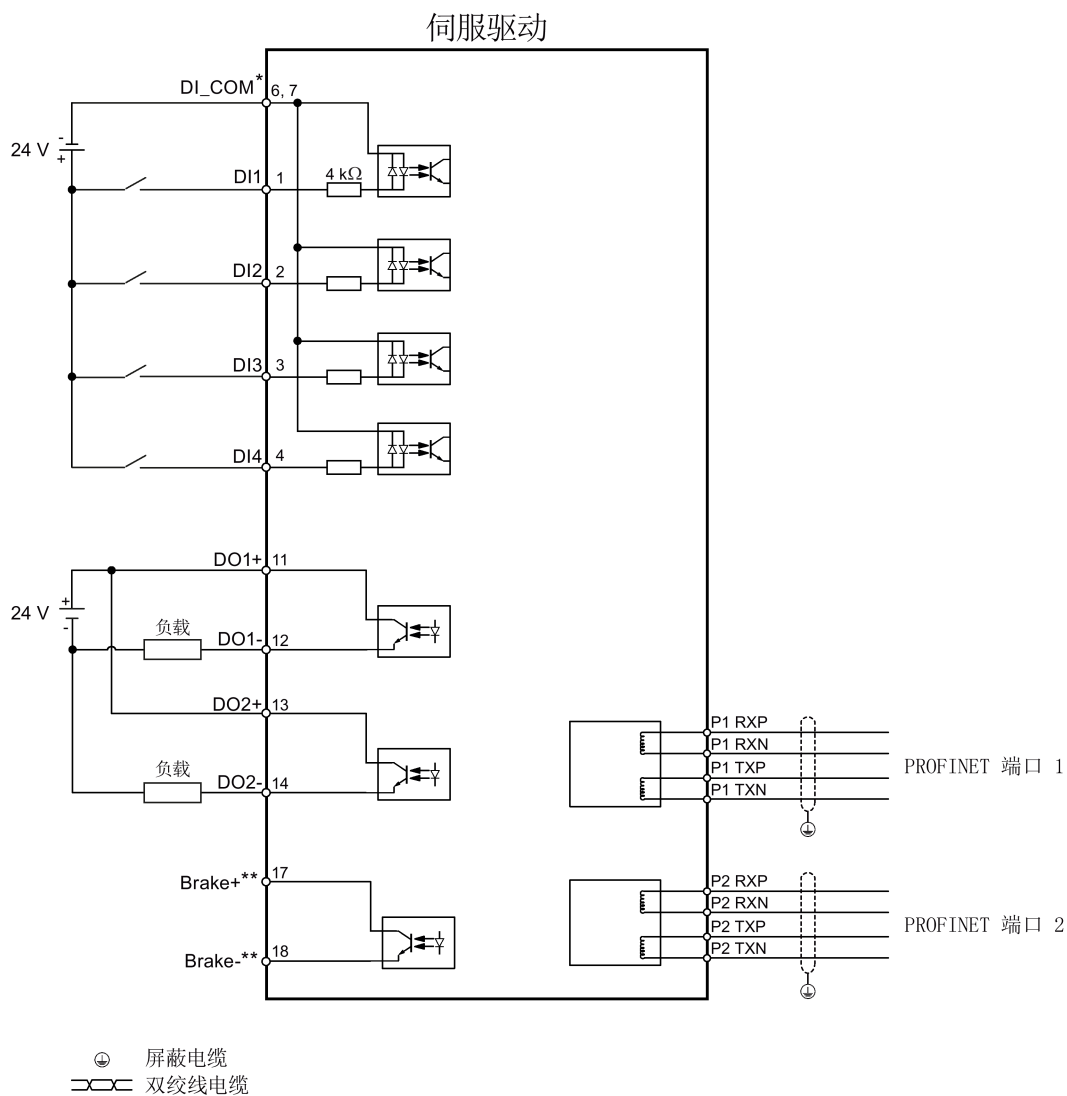 伺服驱动
DI_COM*
6, 7
-
24 V
+
DI1
1
4 kΩ
DI2
2
DI3
3
DI4
4
DO1+
11
+
24 V
-
负载
DO1-
12
DO2+
13
负载
DO2-
14
P1 RXP
P1 RXN
P1 TXP
P1 TXN
PROFINET 端口 1
Brake+**
17
Brake-**
18
P2 RXP
P2 RXN
P2 TXP
P2 TXN
PROFINET 端口 2
屏蔽电缆
双绞线电缆